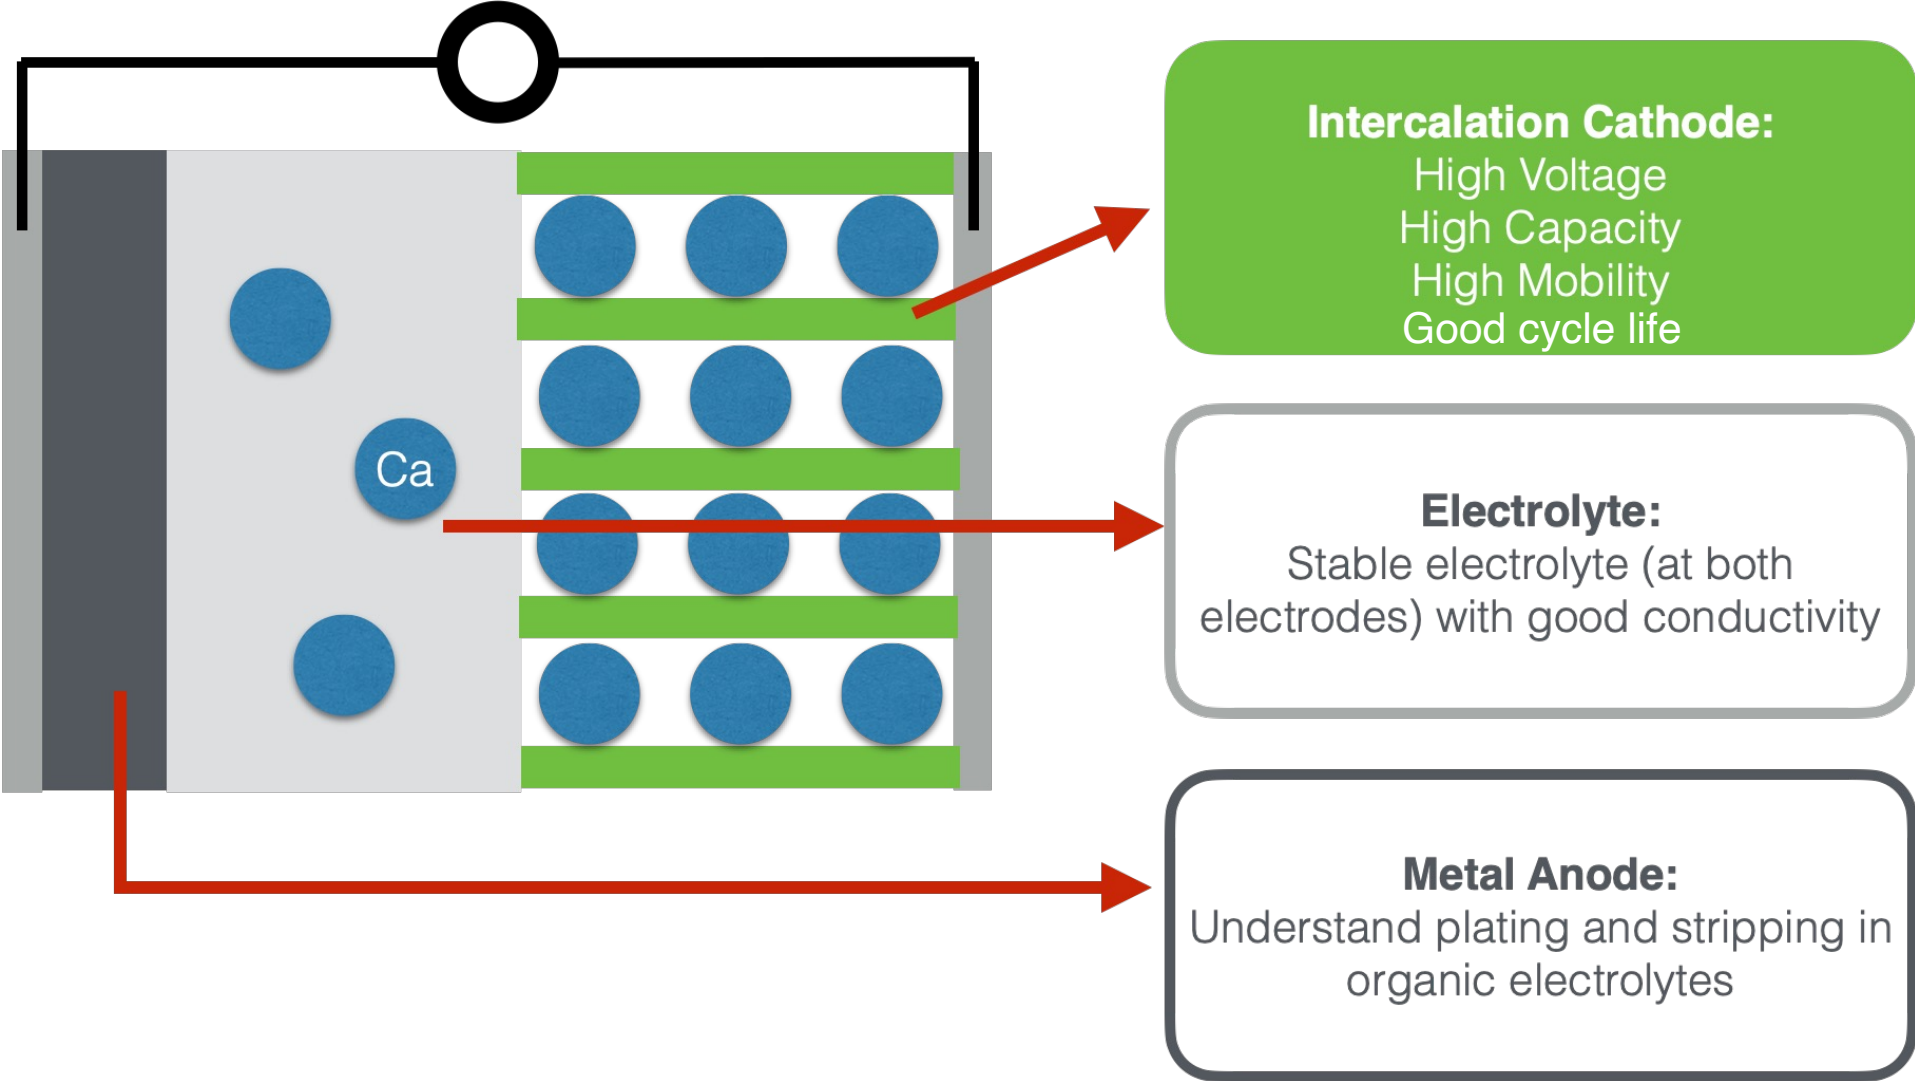 Ca
Intercalation Cathode:
High Voltage
High Capacity
High Mobility
Good cycle life
Electrolyte:
Stable electrolyte (at both
electrodes) with good conductivity
Metal Anode:
Understand plating and stripping in
organic electrolytes